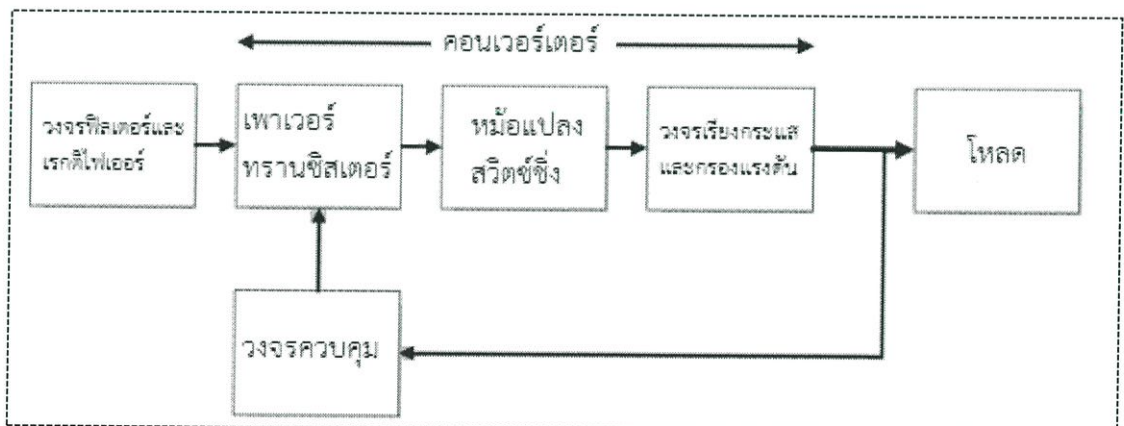 คอนเวอร์เตอร์
วงจรฟิลเตอร์และ
เรกติไฟเออร์
เพาเวอร์
ทรานซิสเตอร์
หม้อแปลง
สวิตช์ชิ่ง
วงจรเรียงกระแส
และกรองแรงดัน
โหลด
วงจรควบคุม